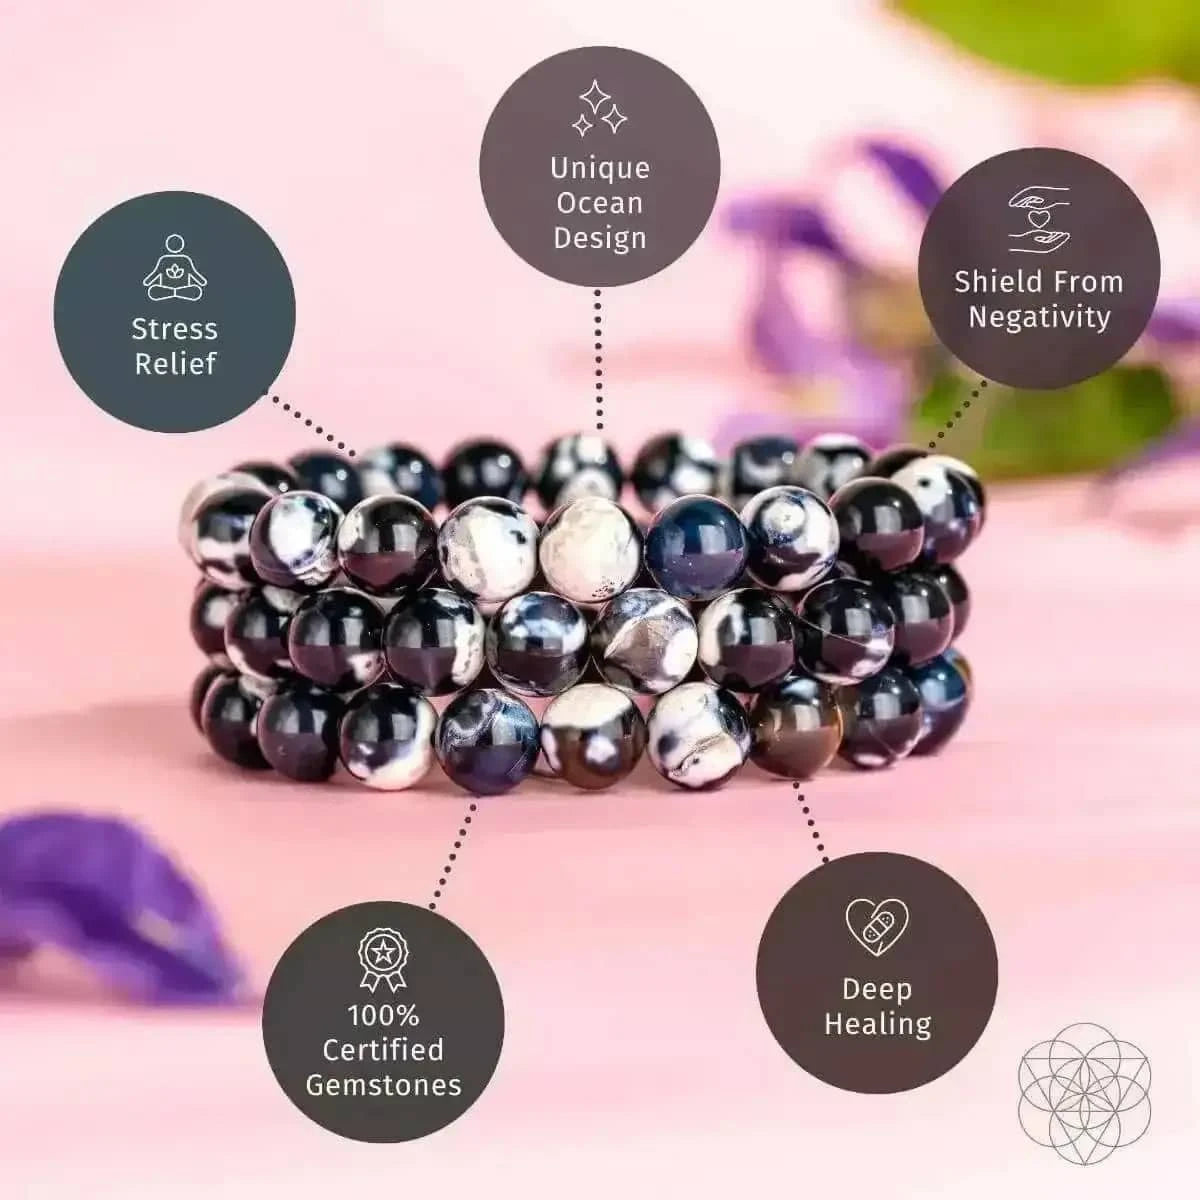 Unique
Ocean
Design
Stress
Relief
Shield From
Negativity
100%
Certified
Gemstones
Deep
Healing